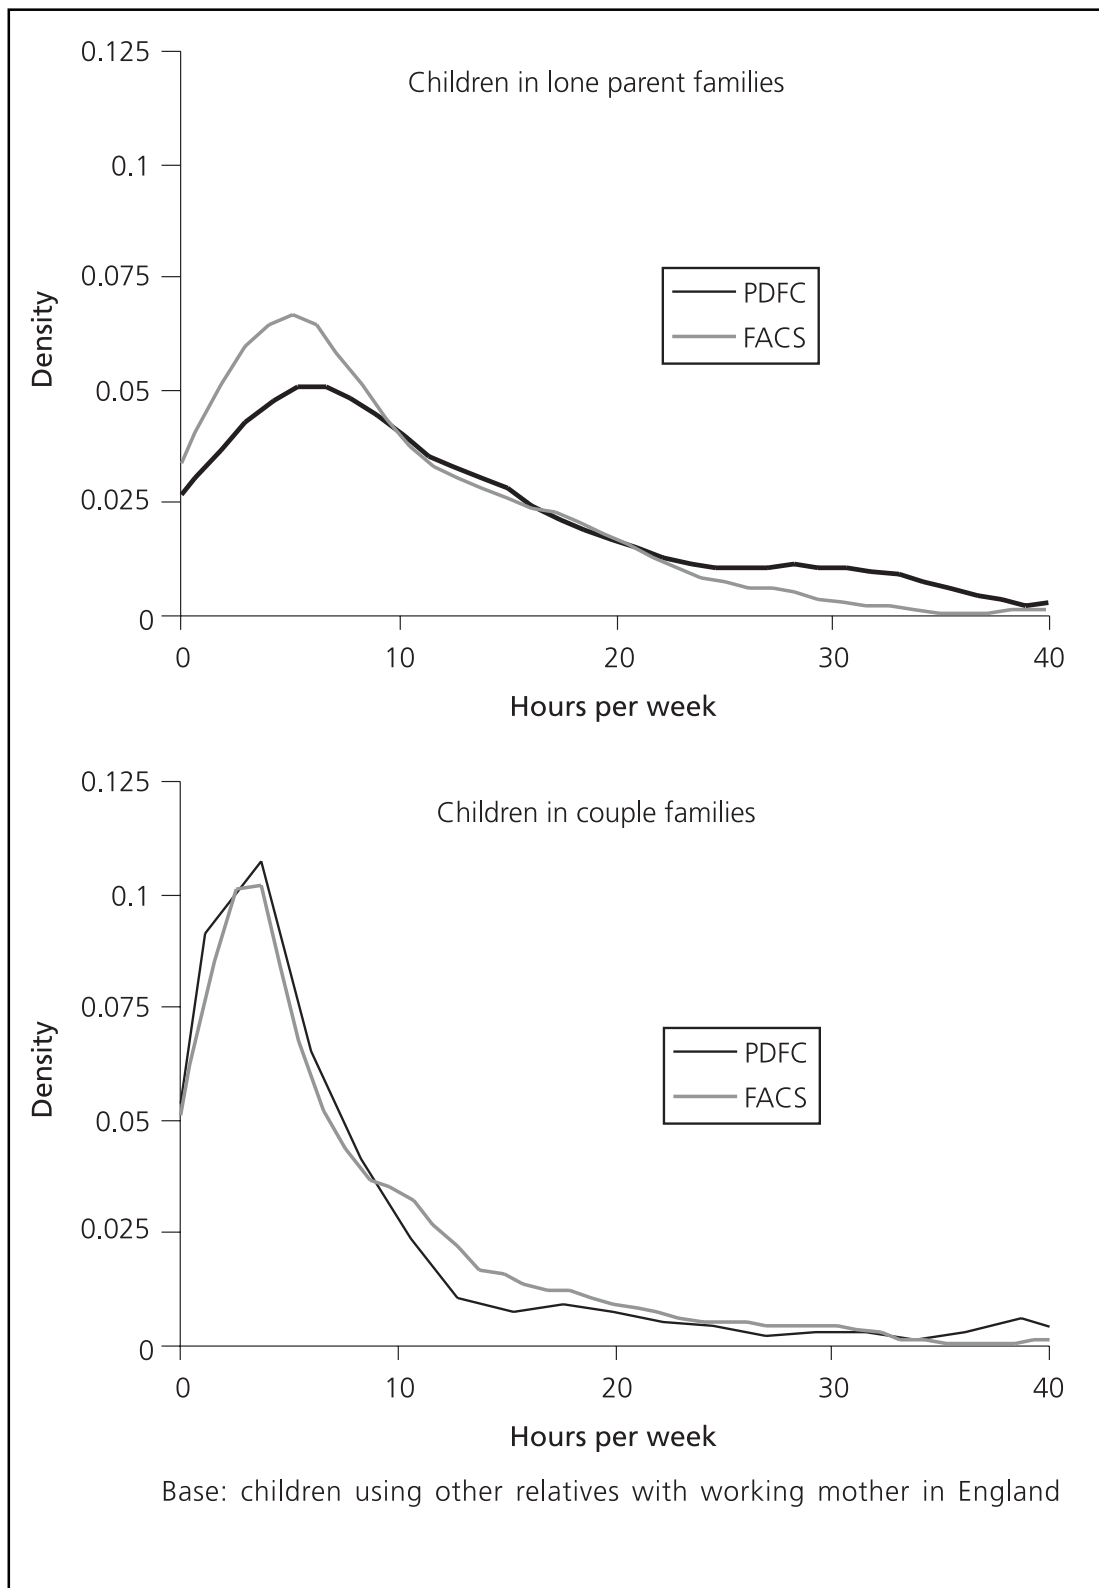 0.125
Children in lone parent families
0.1
0.075
PDFC
FACS
Density
0.05
0.025
0
0 10 20 30 40
Hours per week
0.125
Children in couple families
0.1
0.075
PDFC
FACS
Density
0.05
0.025
0
0 10 20 30 40
Hours per week
Base: children using other relatives with working mother in England